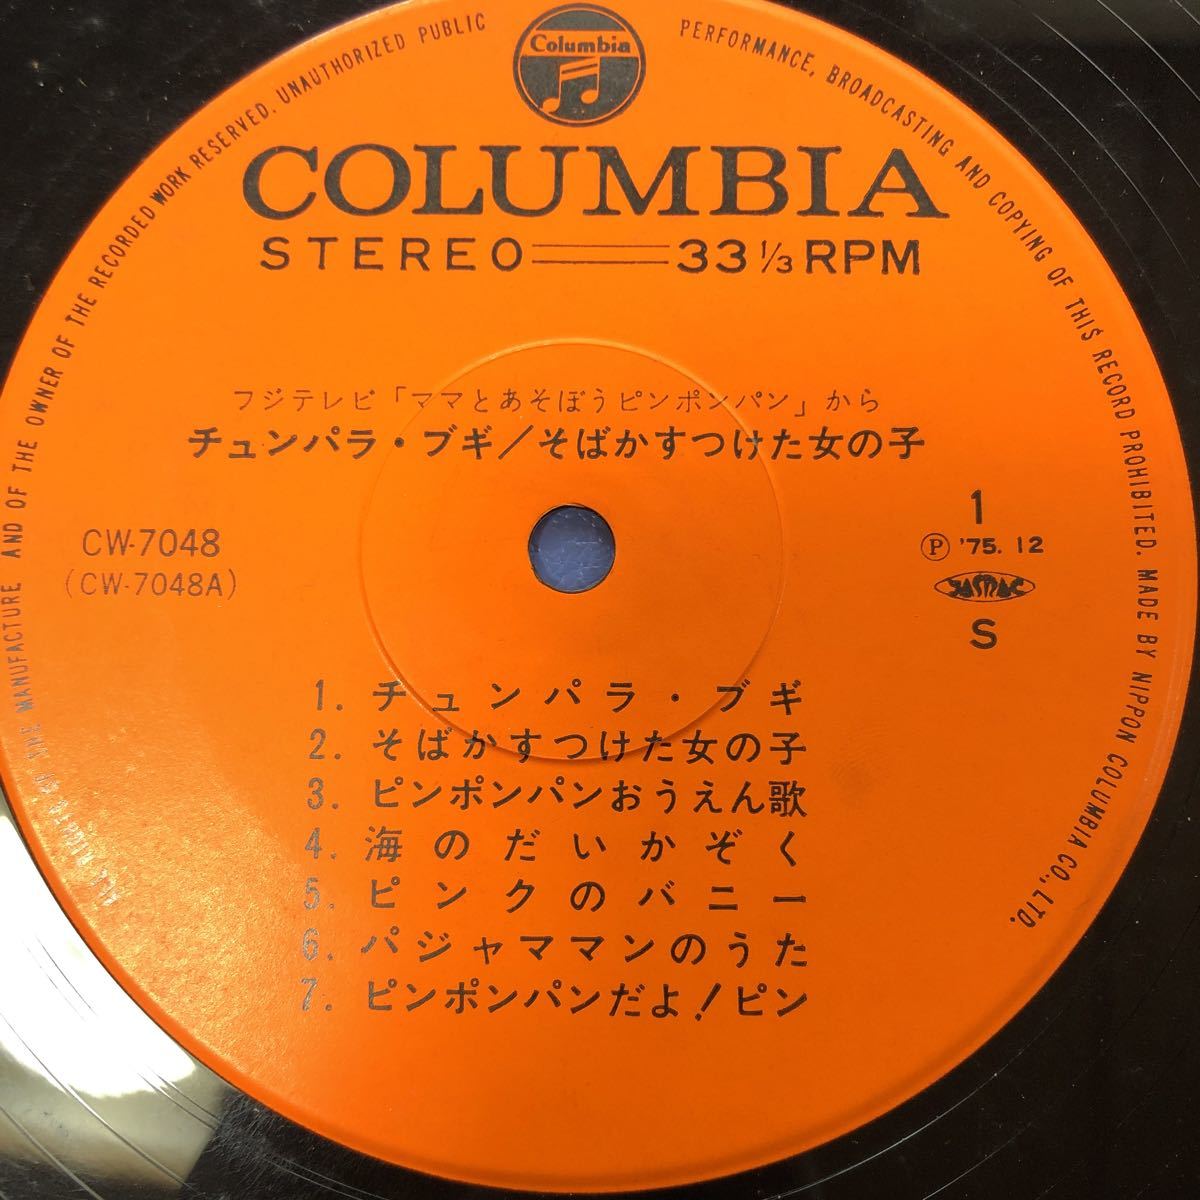 UNAUTHORIZED PUBLIC PERFORMANCE, BROADCASTING AND COPYING OF THIS RECORD PROHIBITED. MADE BY NIPPON COLUMBIA CO., LTD.
THE MANUFACTURE AND OF THE OWNER OF THE RECORDED WORK RESERVED.
Columbia
COLUMBIA
STEREO 33 1/3 RPM
フジテレビ「ママとあそぼうピンポンパン」から
チュンパラ・ブギ/そばかすつけた女の子
CW-7048
(CW-7048A)
1
Ⓟ '75. 12
JASRAC
S
1. チュンパラ・ブギ
2. そばかすつけた女の子
3. ピンポンパンおうえん歌
4. 海のだいかぞく
5. ピンクのバニー
6. パジャママンのうた
7. ピンポンパンだよ!ピン